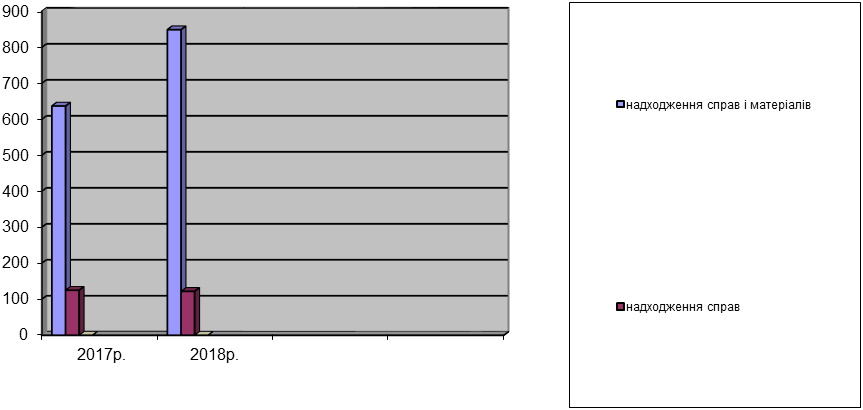 900
800
700
600
500
400
300
200
100
0
2017р.
2018р.
надходження справ і матеріалів
надходження справ